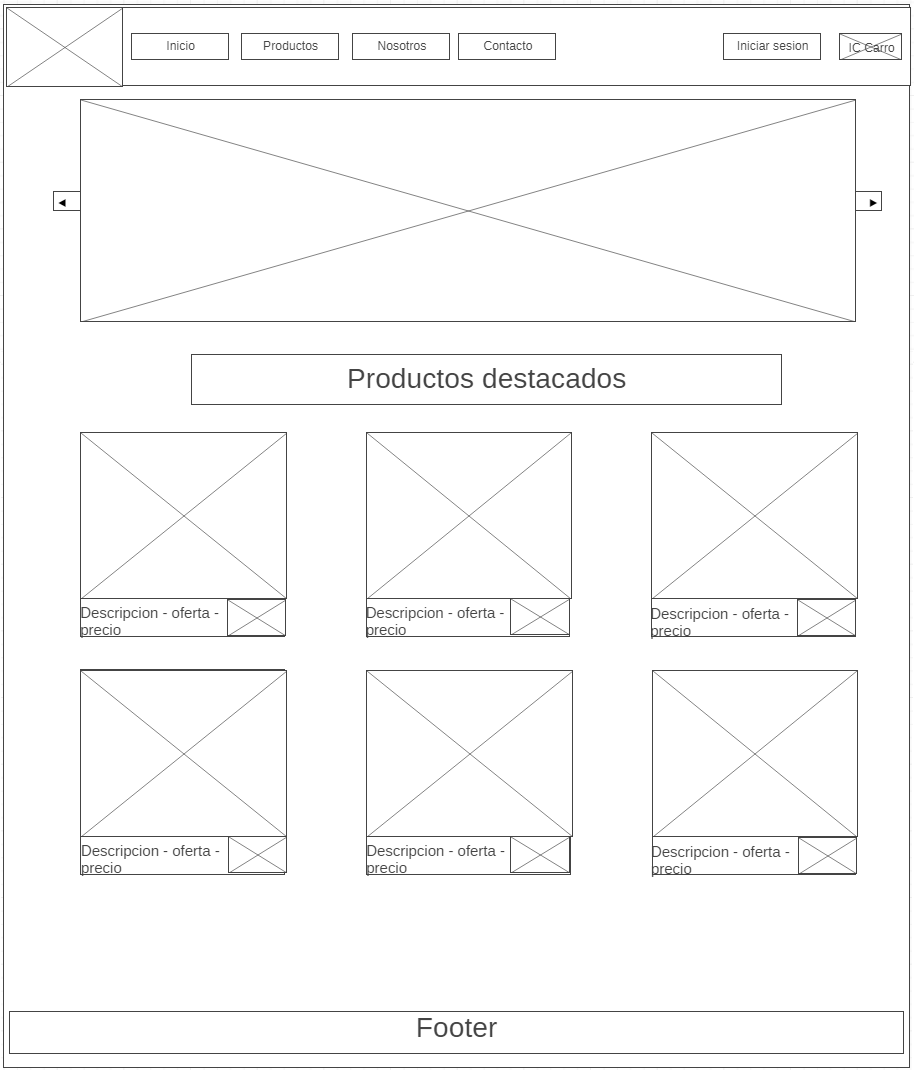 Inicio
Productos
Nosotros
Contacto
Iniciar sesion
IC Carro
Productos destacados
Descripcion - oferta -
precio
Descripcion - oferta -
precio
Descripcion - oferta -
precio
Descripcion - oferta -
precio
Descripcion - oferta -
precio
Descripcion - oferta -
precio
Footer